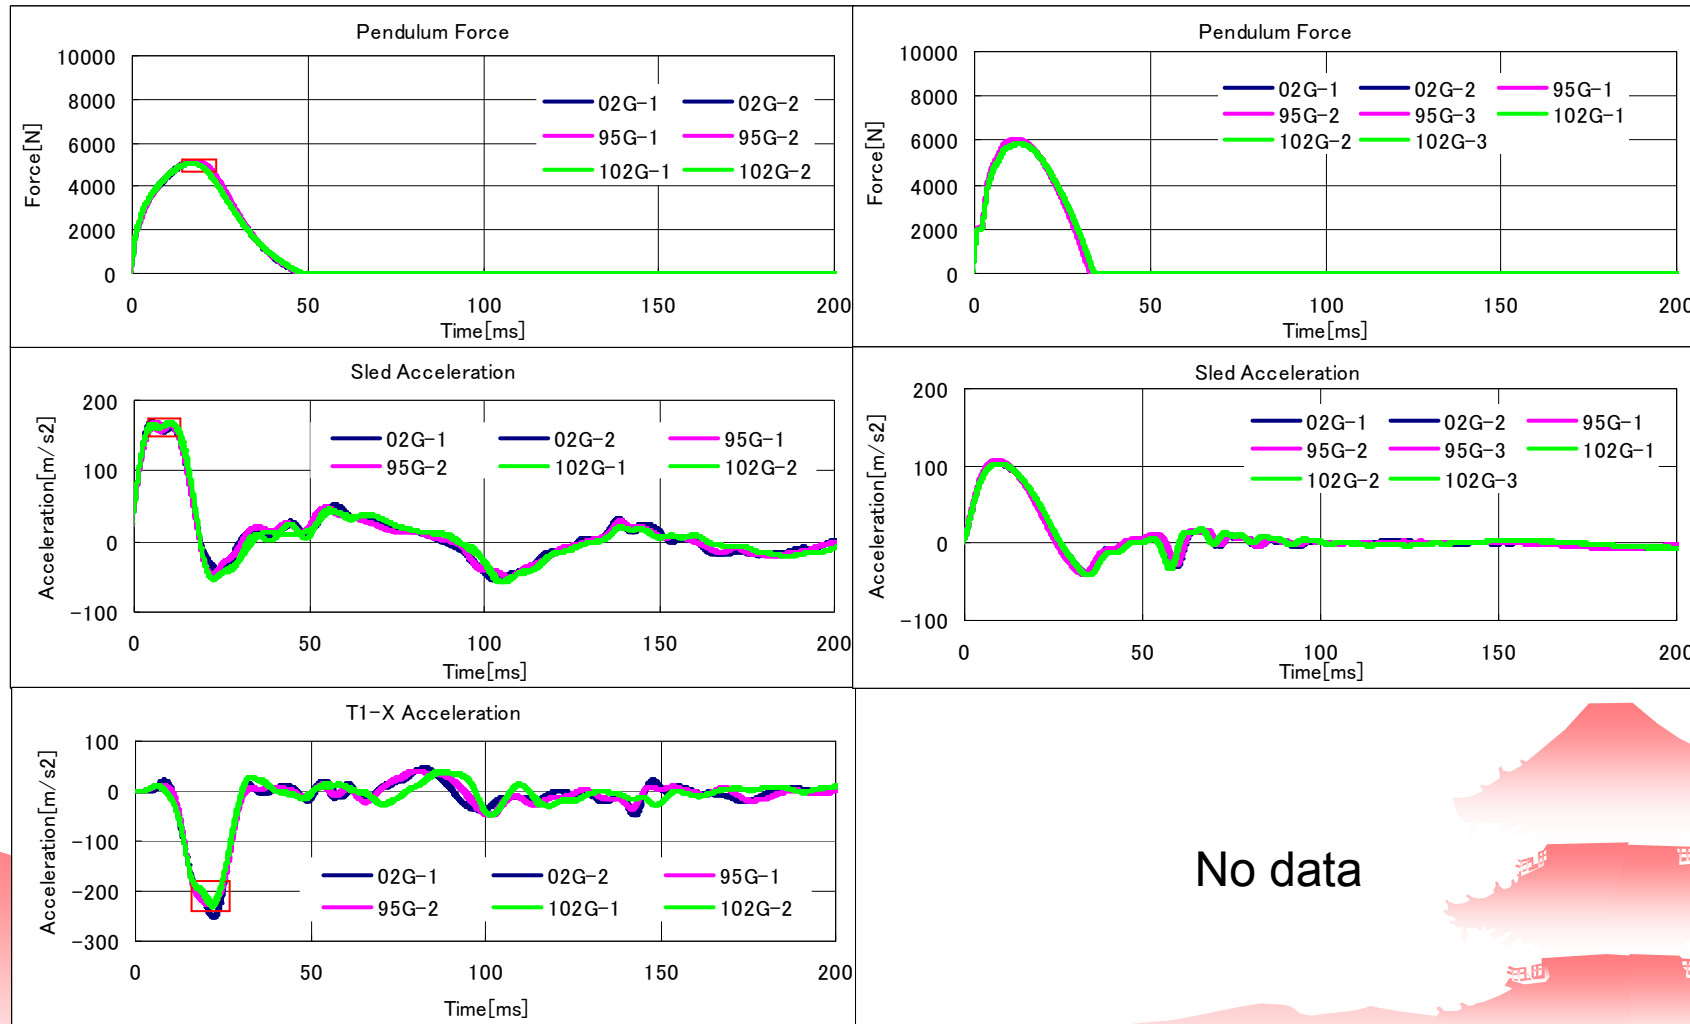 Pendulum Force
10000
8000
6000
4000
2000
0
Force[N]
02G-1 02G-2
95G-1 95G-2
102G-1 102G-2
0 50 100 150 200
Time[ms]
Pendulum Force
10000
8000
6000
4000
2000
0
Force[N]
02G-1 02G-2 95G-1
95G-2 95G-3 102G-1
102G-2 102G-3
0 50 100 150 200
Time[ms]
Sled Acceleration
200
100
0
-100
Acceleration[m/s2]
02G-1 02G-2 95G-1
95G-2 102G-1 102G-2
0 50 100 150 200
Time[ms]
Sled Acceleration
200
100
0
-100
Acceleration[m/s2]
02G-1 02G-2 95G-1
95G-2 95G-3 102G-1
102G-2 102G-3
0 50 100 150 200
Time[ms]
T1-X Acceleration
100
0
-100
-200
-300
Acceleration[m/s2]
02G-1 02G-2 95G-1
95G-2 102G-1 102G-2
0 50 100 150 200
Time[ms]
No data